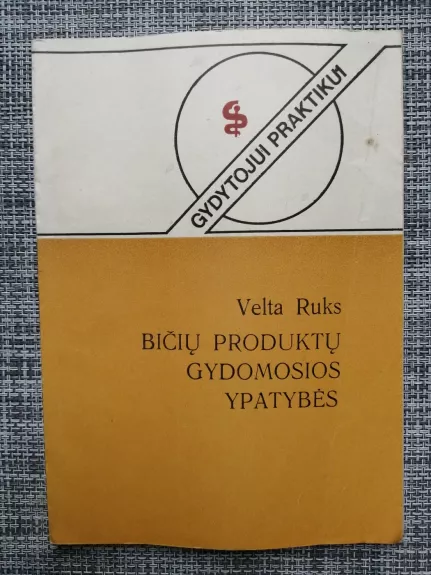 GYDYTOJUI PRAKTIKUI
Velta Ruks
BIČIŲ PRODUKTŲ
GYDOMOSIOS
YPATYBĖS